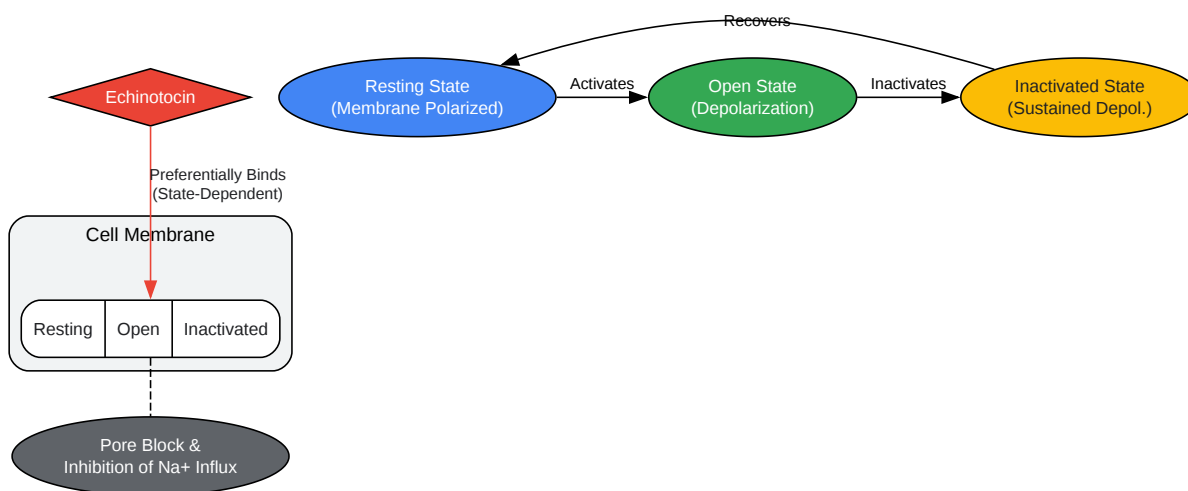 Recovers
Echinotocin
Resting State
(Membrane Polarized)
Activates
Open State
(Depolarization)
Inactivates
Inactivated State
(Sustained Depol.)
Preferentially Binds
(State-Dependent)
Cell Membrane
Resting
Open
Inactivated
Pore Block &
Inhibition of Na+ Influx